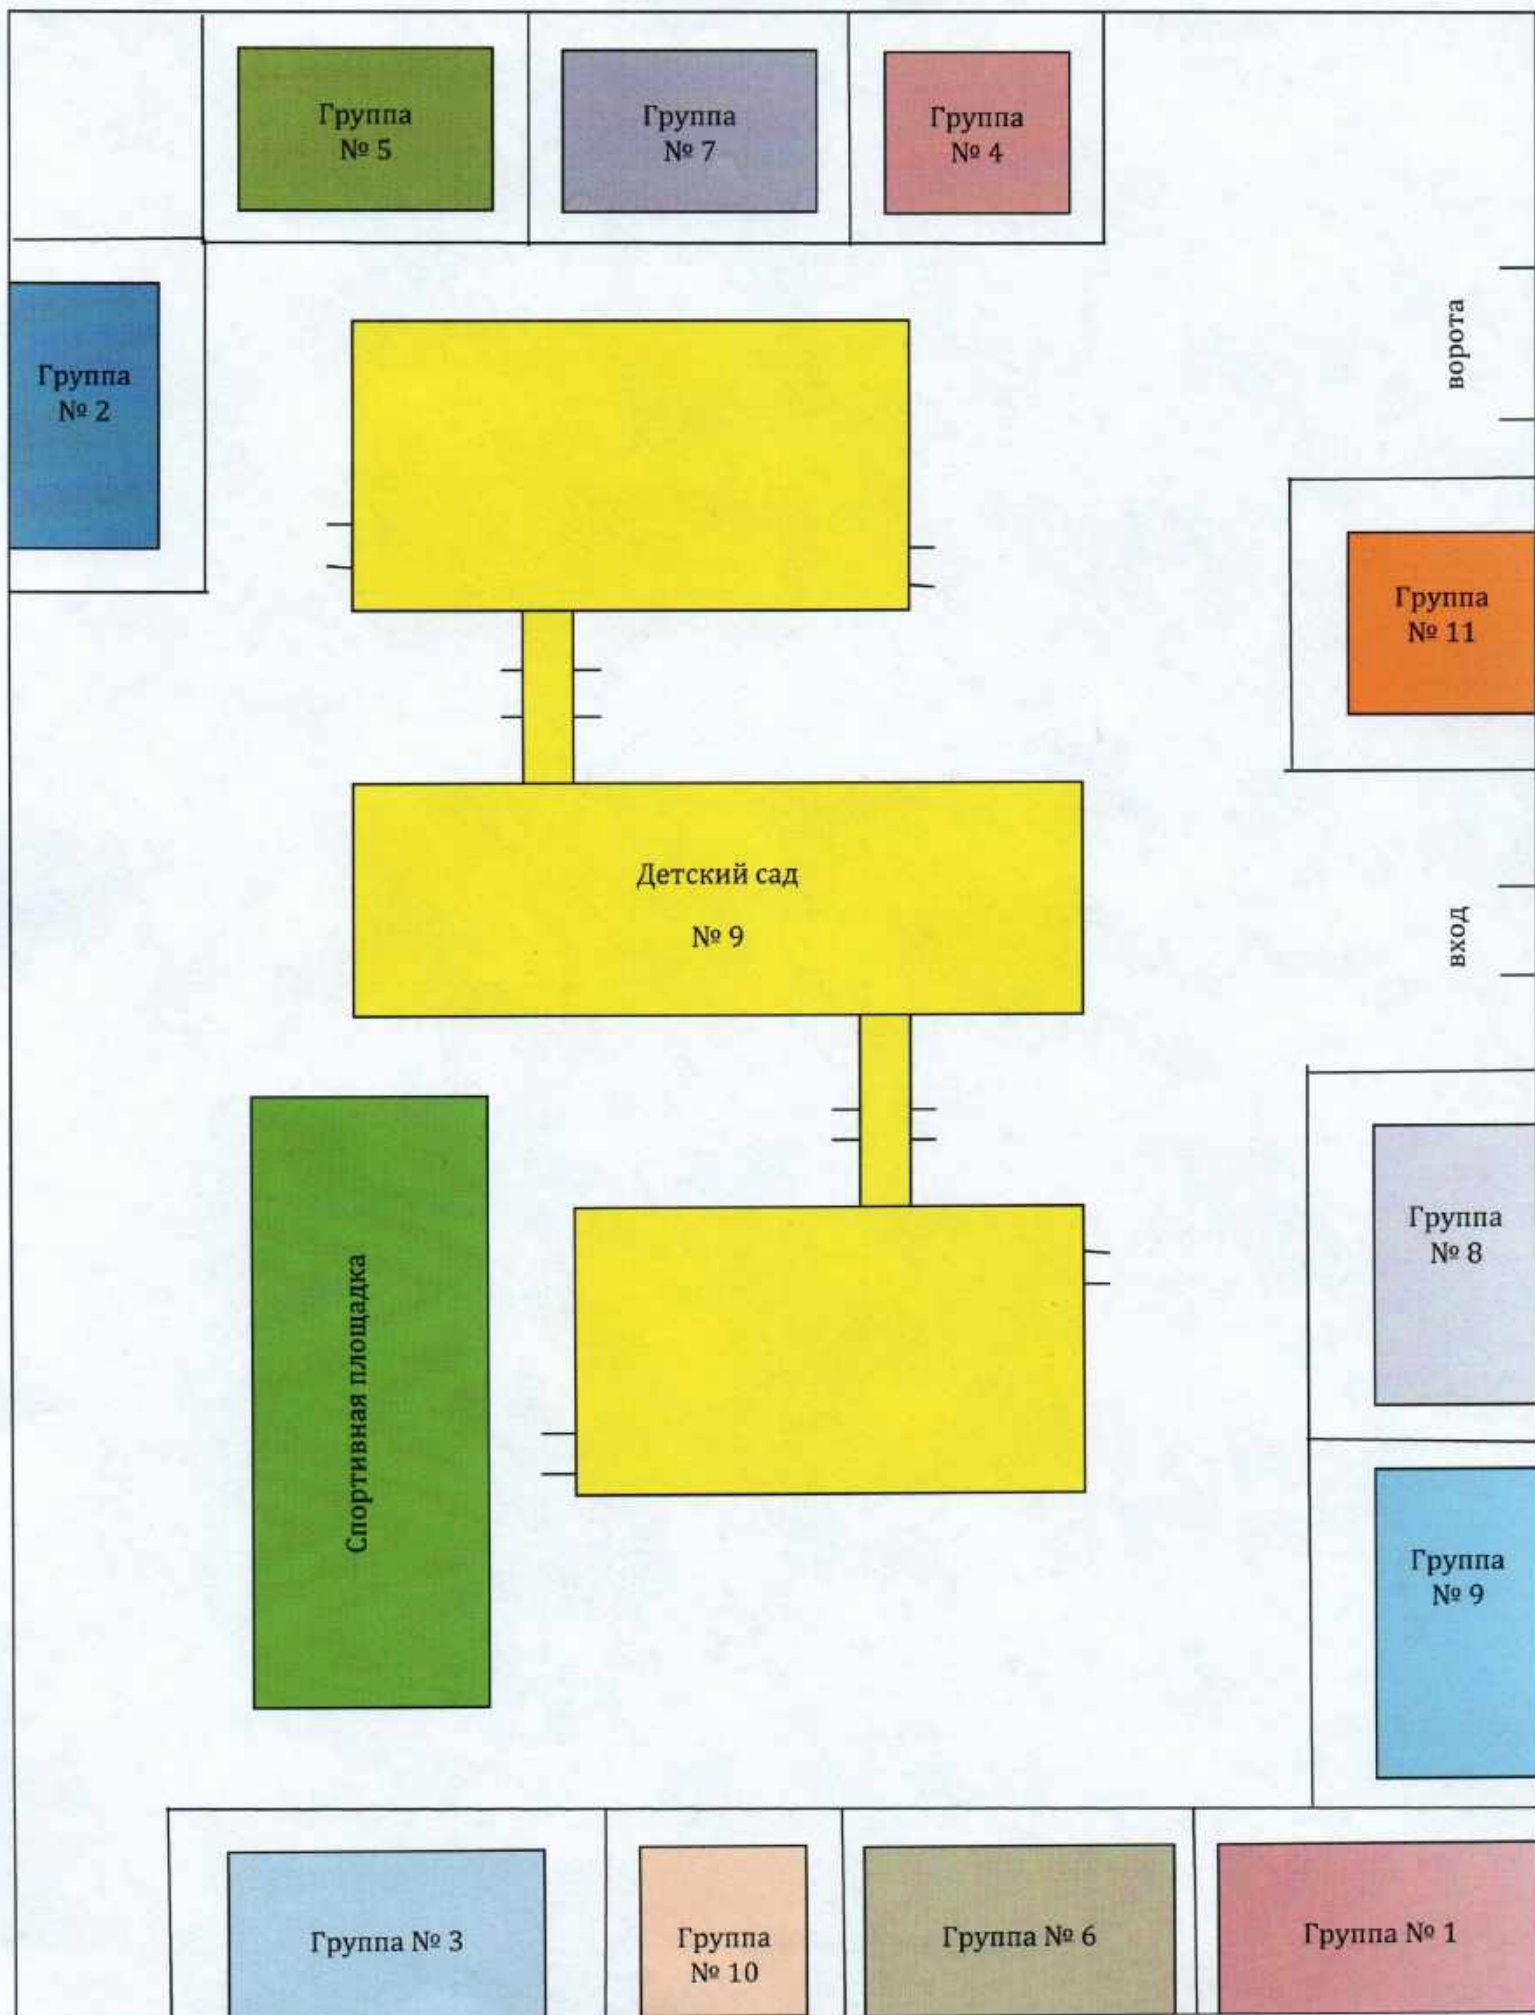 Группа
№ 5
Группа
№ 7
Группа
№ 4
ворота
Группа
№ 2
Группа
№ 11
Детский сад
№ 9
вход
Группа
№ 8
Спортивная площадка
Группа
№ 9
Группа № 3
Группа
№ 10
Группа № 6
Группа № 1